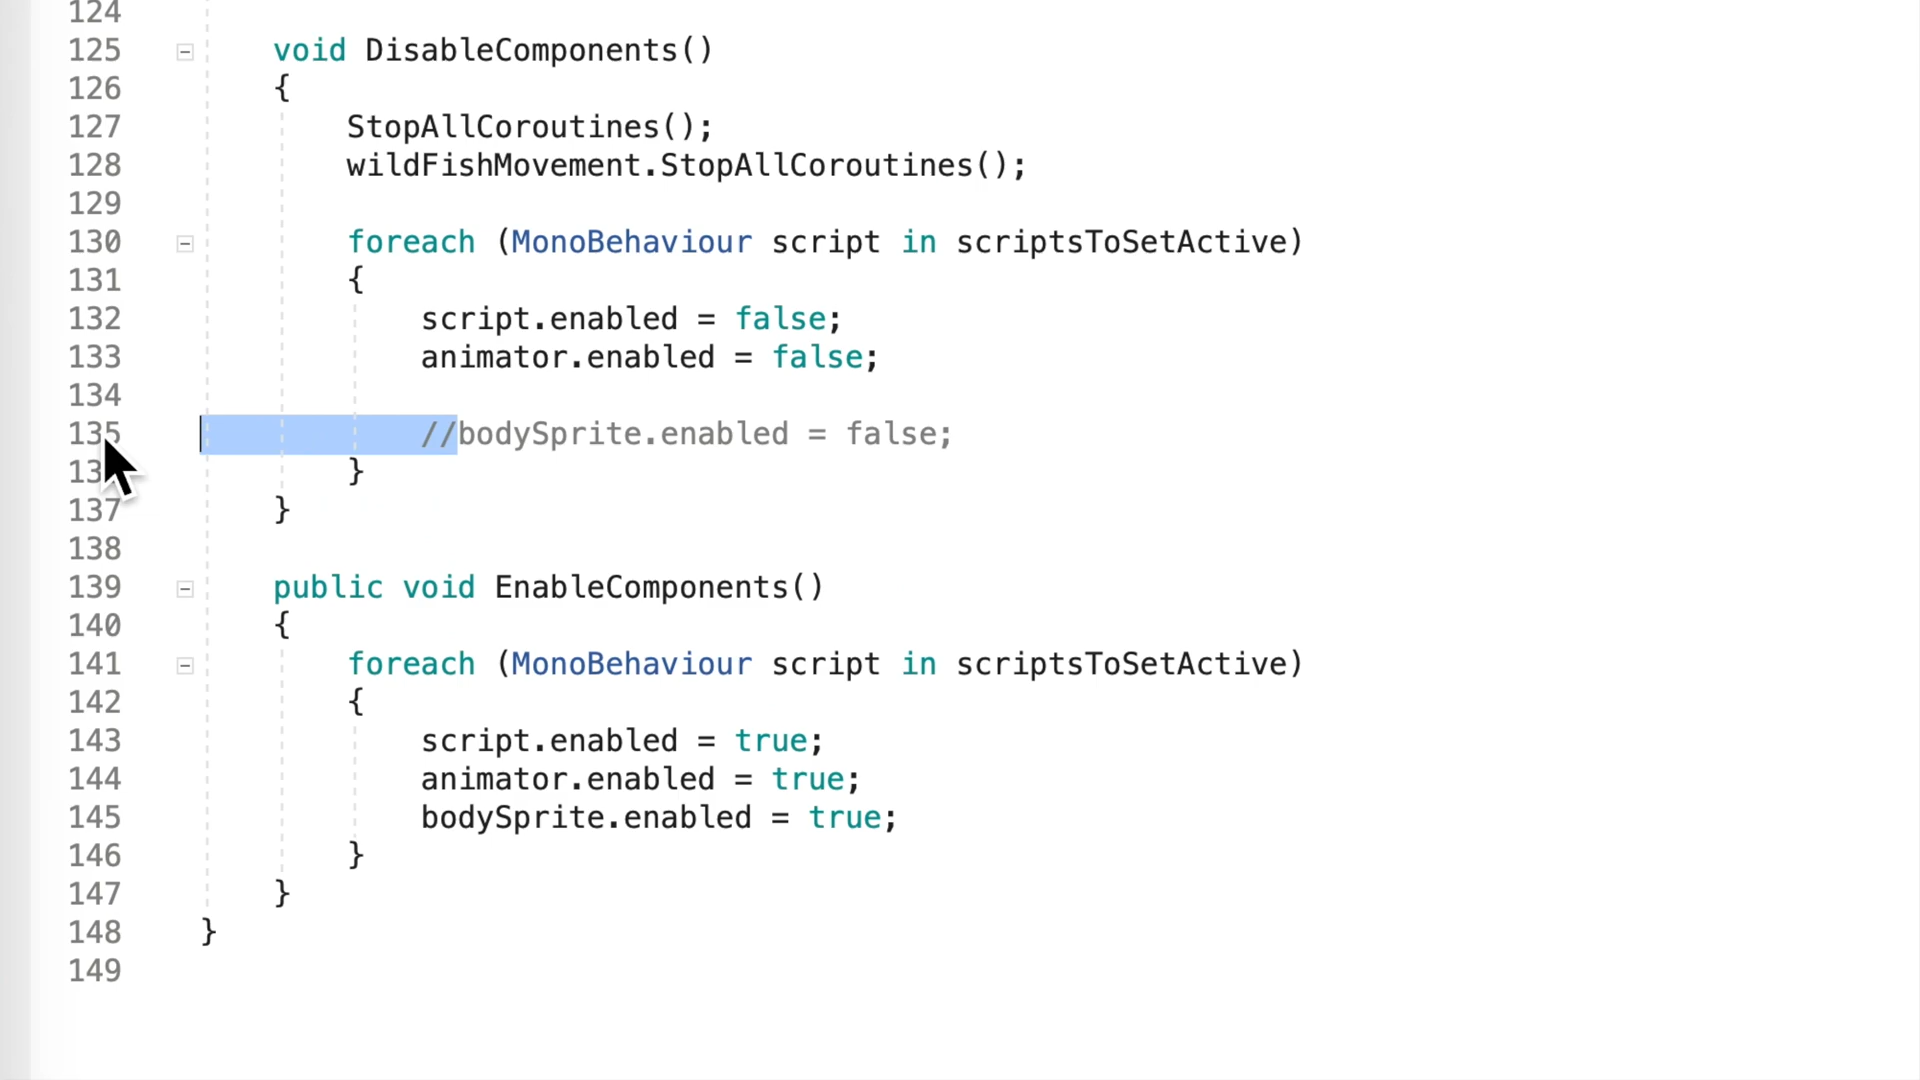 124
125 void DisableComponents()
126 {
127 StopAllCoroutines();
128 wildFishMovement.StopAllCoroutines();
129
130 foreach (MonoBehaviour script in scriptsToSetActive)
131 {
132 script.enabled = false;
133 animator.enabled = false;
134
135 //bodySprite.enabled = false;
13 }
137 }
138
139 public void EnableComponents()
140 {
141 foreach (MonoBehaviour script in scriptsToSetActive)
142 {
143 script.enabled = true;
144 animator.enabled = true;
145 bodySprite.enabled = true;
146 }
147 }
148 }
149